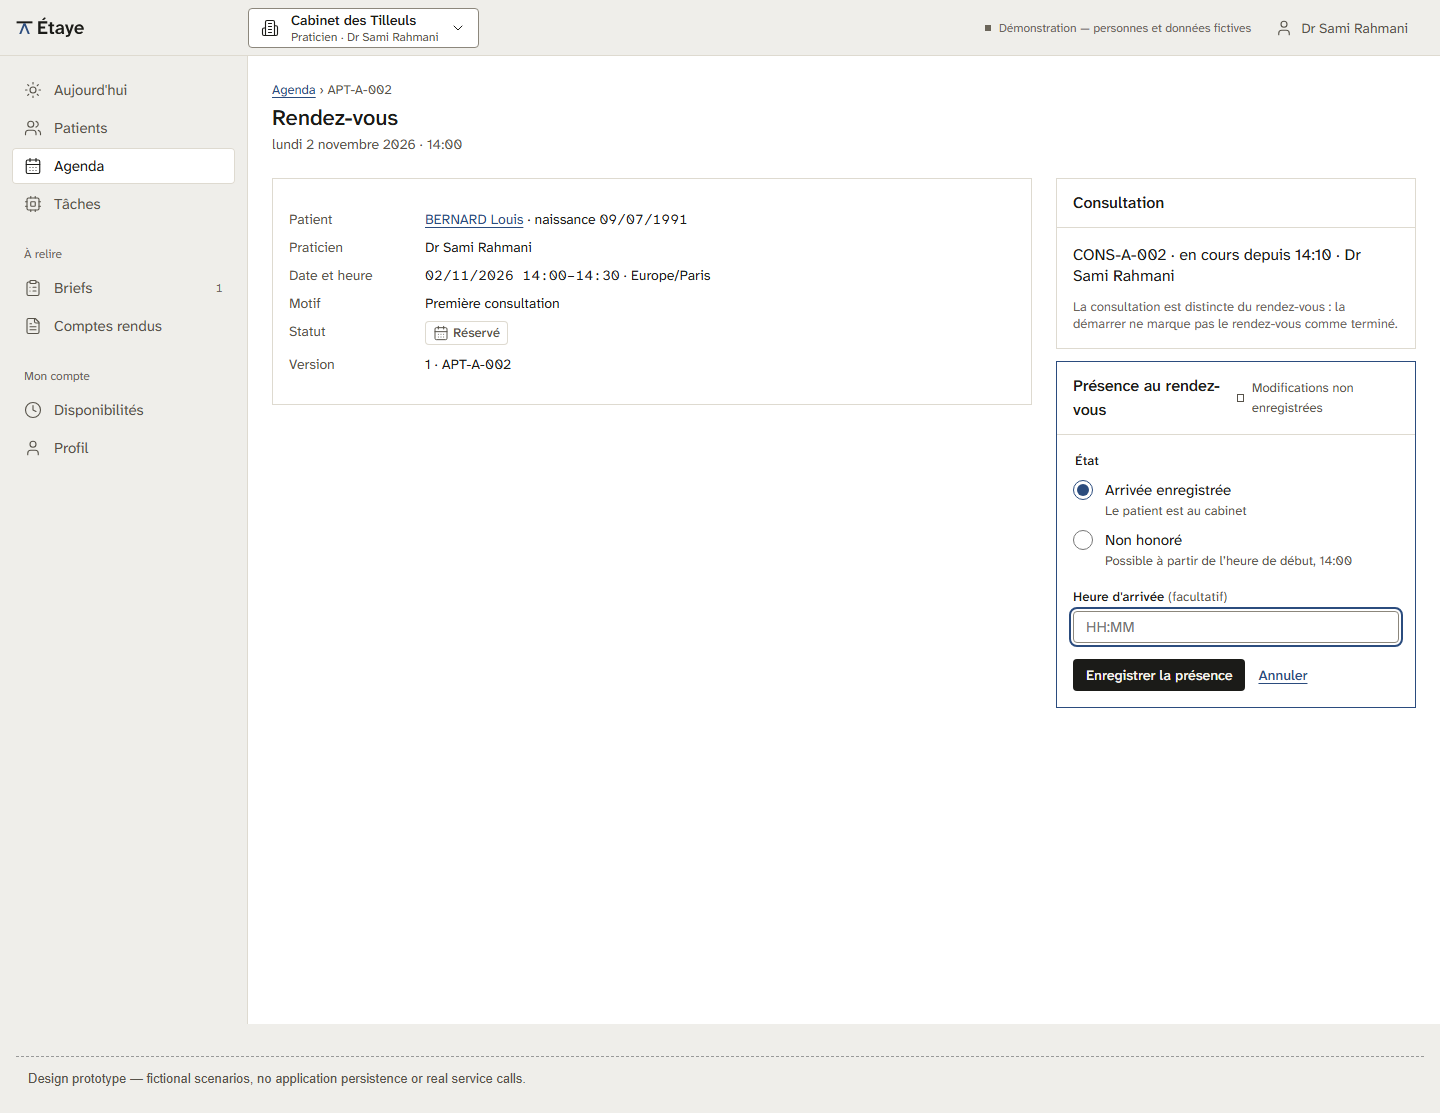 Étaye
Cabinet des Tilleuls
Praticien · Dr Sami Rahmani
Démonstration — personnes et données fictives
Dr Sami Rahmani
Aujourd'hui
Patients
Agenda
Tâches
À relire
Briefs 1
Comptes rendus
Mon compte
Disponibilités
Profil
Agenda › APT-A-002
Rendez-vous
lundi 2 novembre 2026 · 14:00
Patient BERNARD Louis · naissance 09/07/1991
Praticien Dr Sami Rahmani
Date et heure 02/11/2026 14:00–14:30 · Europe/Paris
Motif Première consultation
Statut Réservé
Version 1 · APT-A-002
Consultation
CONS-A-002 · en cours depuis 14:10 · Dr
Sami Rahmani
La consultation est distincte du rendez-vous : la
démarrer ne marque pas le rendez-vous comme terminé.
Présence au rendez-
vous
Modifications non
enregistrées
État
Arrivée enregistrée
Le patient est au cabinet
Non honoré
Possible à partir de l'heure de début, 14:00
Heure d'arrivée (facultatif)
HH:MM
Enregistrer la présence Annuler
Design prototype — fictional scenarios, no application persistence or real service calls.